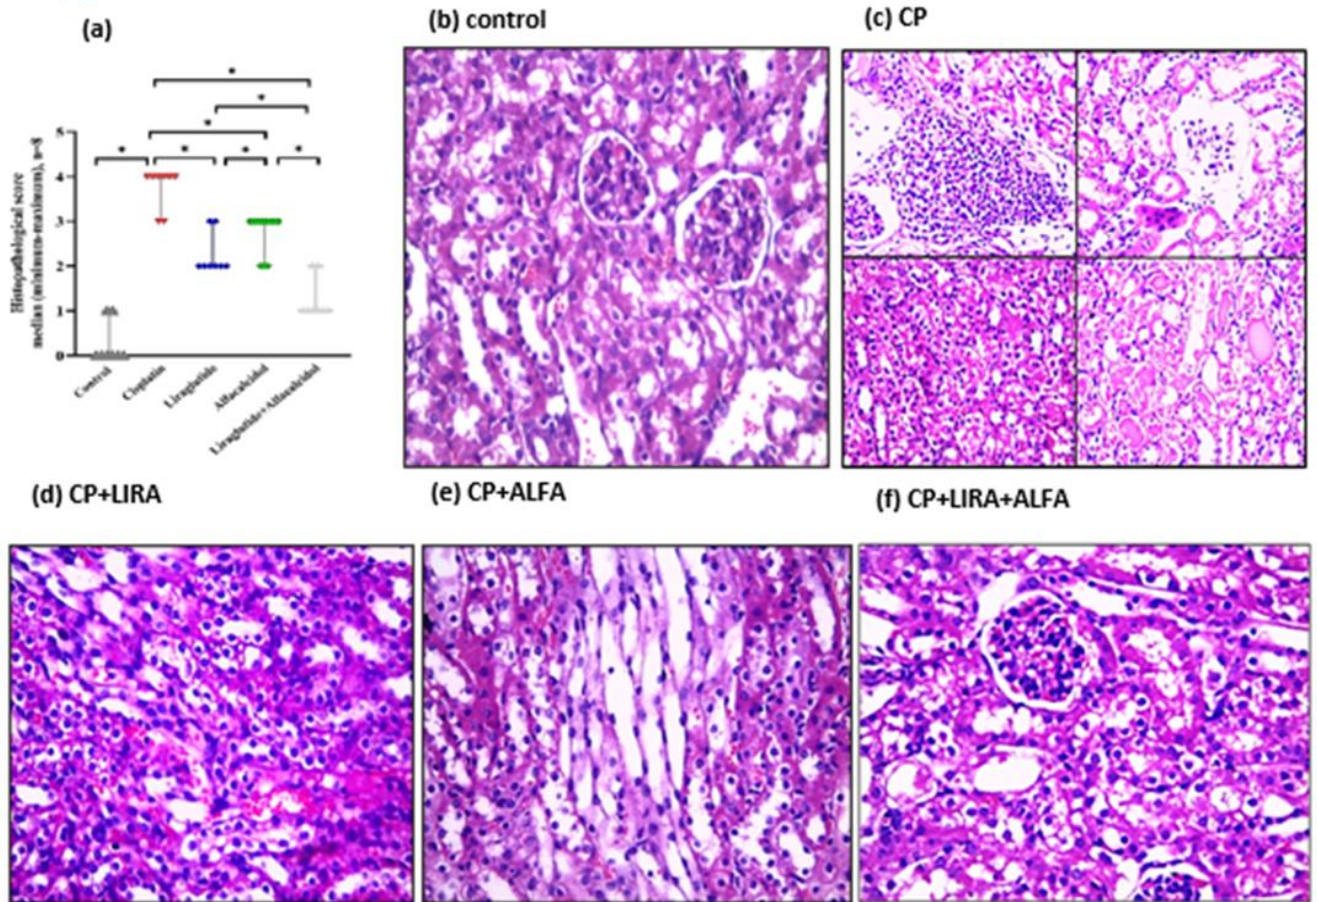 (a)
(b) control
(c) CP
*
*
*
* * * *
Histopathological score
median (minimum-maximum), n=8
5
4
3
2
1
0
Control
Cisplatin
Liraglutide
Alfacalcidol
Liraglutide+Alfacalcidol
(d) CP+LIRA
(e) CP+ALFA
(f) CP+LIRA+ALFA